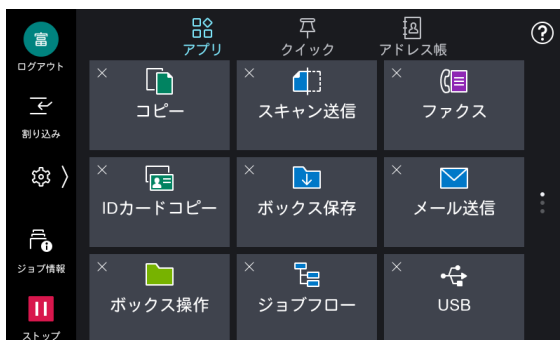 富
ログアウト
割り込み
ジョブ情報
ストップ
アプリ
クイック
アドレス帳
?
コピー
スキャン送信
ファクス
IDカードコピー
ボックス保存
メール送信
ボックス操作
ジョブフロー
USB